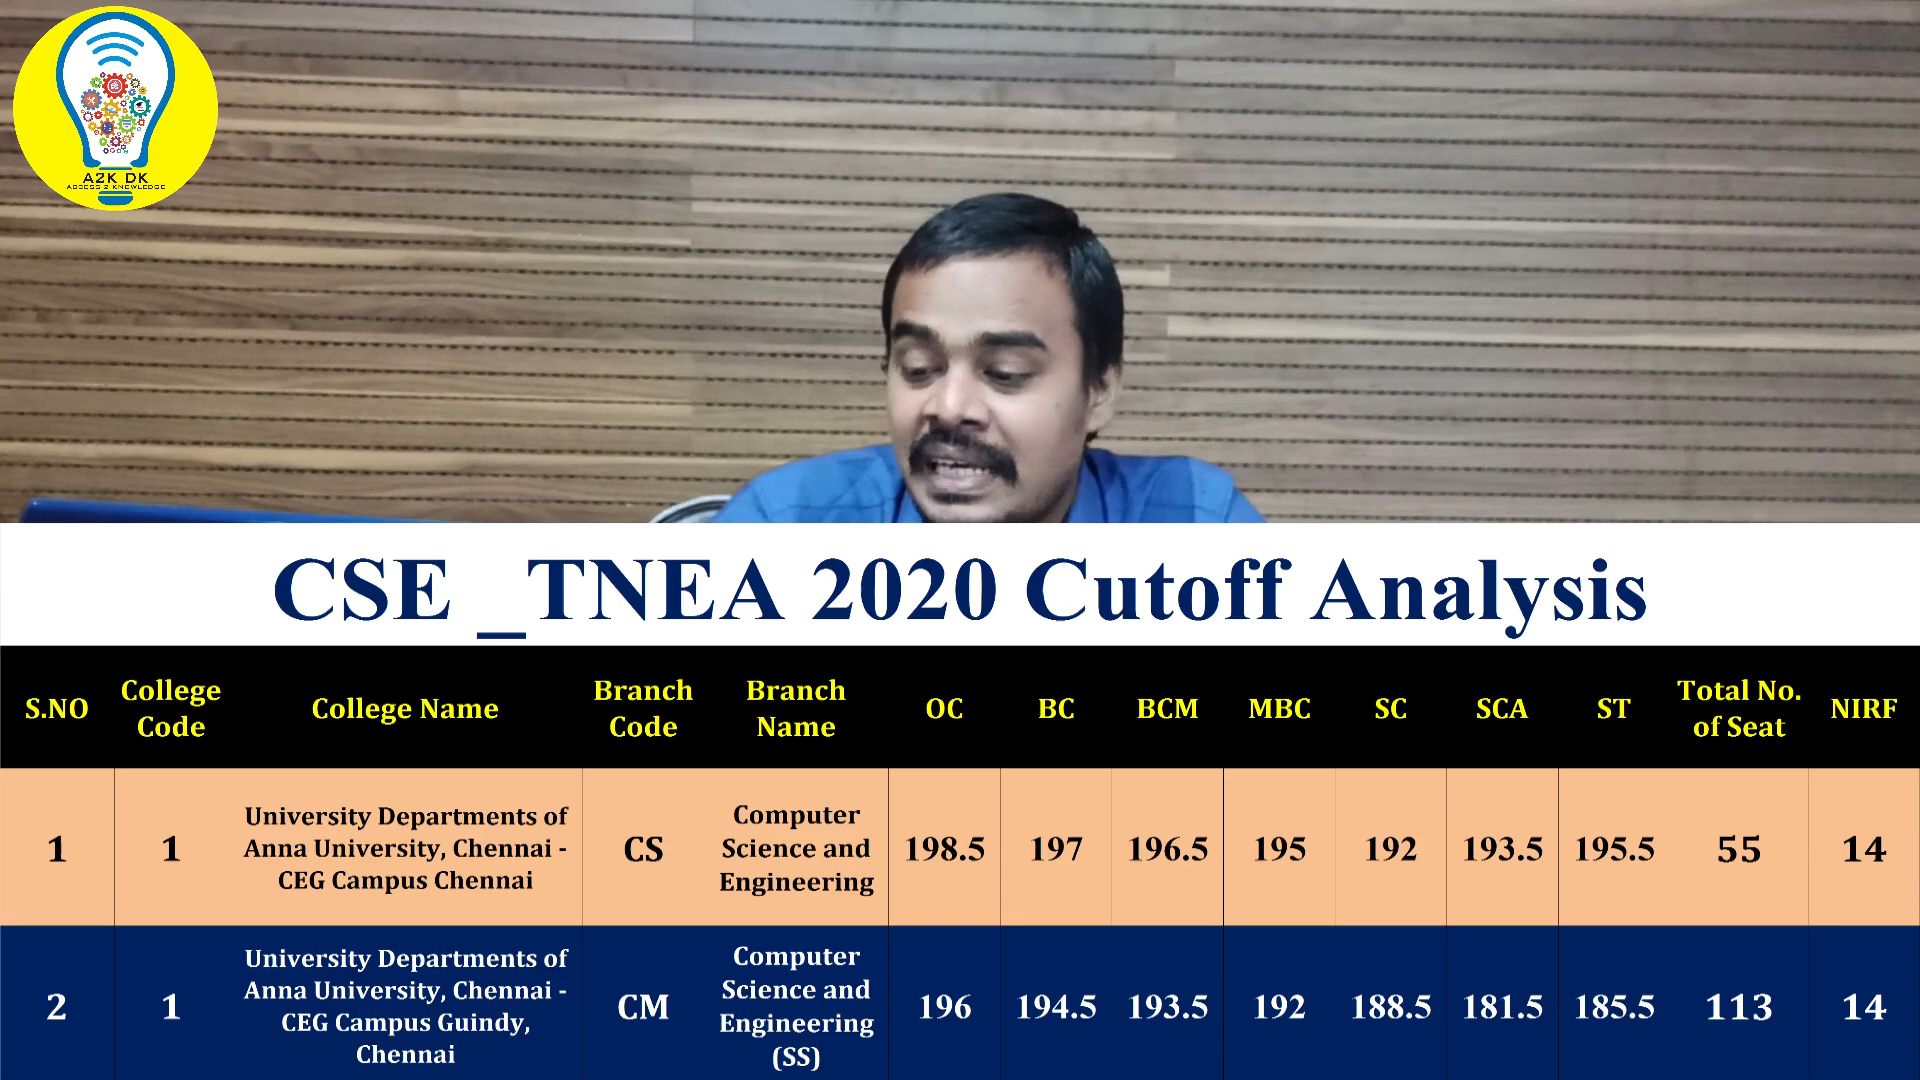 A2K DK
ACCESS 2 KNOWLEDGE
CSE _TNEA 2020 Cutoff Analysis
S.NO College Code College Name Branch Code Branch Name OC BC BCM MBC SC SCA ST Total No. of Seat NIRF
1 1 University Departments of Anna University, Chennai - CEG Campus Chennai CS Computer Science and Engineering 198.5 197 196.5 195 192 193.5 195.5 55 14
2 1 University Departments of Anna University, Chennai - CEG Campus Guindy, Chennai CM Computer Science and Engineering (SS) 196 194.5 193.5 192 188.5 181.5 185.5 113 14